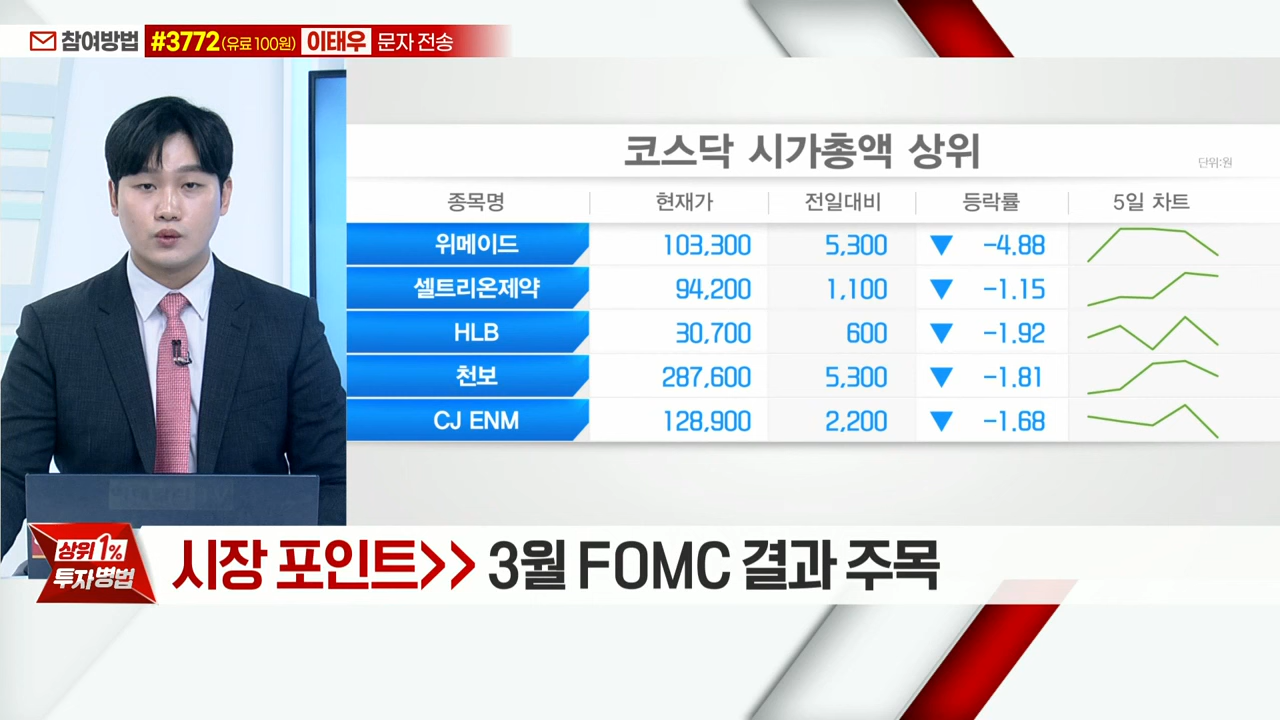 참여방법 #3772(유료 100원) 이태우 문자 전송
코스닥 시가총액 상위
단위:원
종목명 현재가 전일대비 등락률 5일 차트
위메이드 103,300 5,300 ▼ -4.88
셀트리온제약 94,200 1,100 ▼ -1.15
HLB 30,700 600 ▼ -1.92
천보 287,600 5,300 ▼ -1.81
CJ ENM 128,900 2,200 ▼ -1.68
상위 1%
투자병법
시장 포인트>> 3월 FOMC 결과 주목